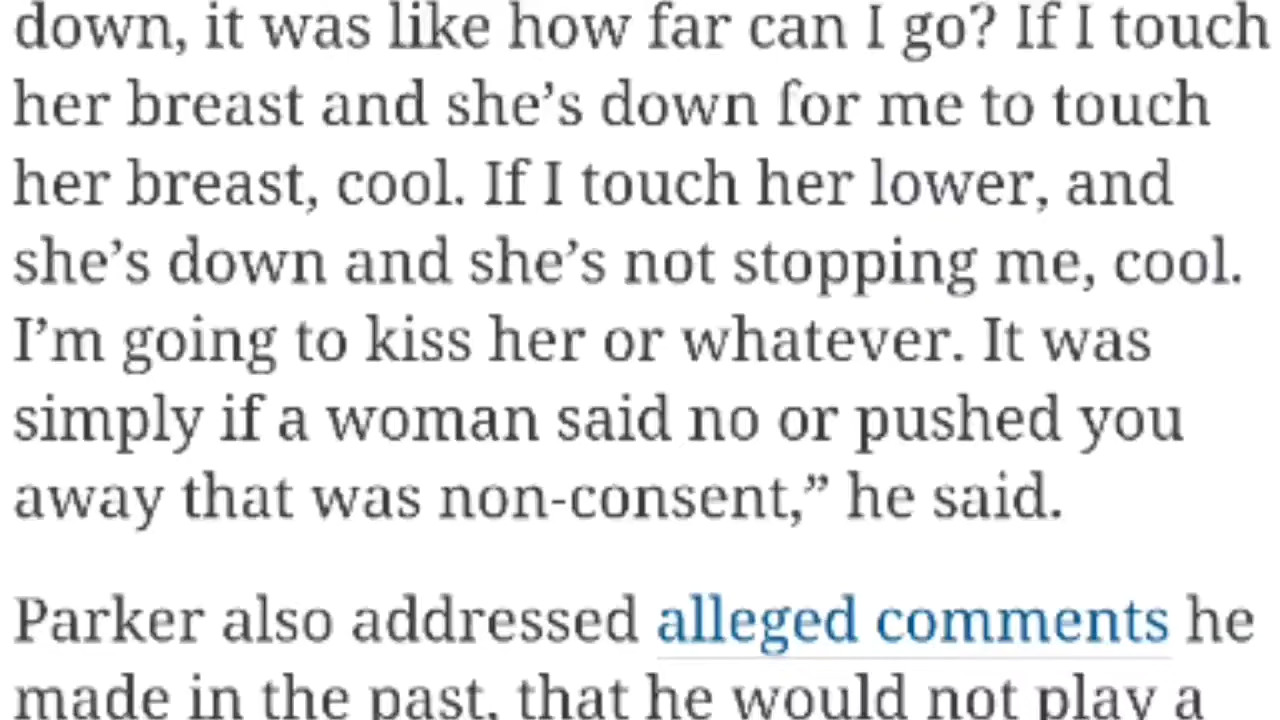 down, it was like how far can I go? If I touch
her breast and she’s down for me to touch
her breast, cool. If I touch her lower, and
she’s down and she’s not stopping me, cool.
I’m going to kiss her or whatever. It was
simply if a woman said no or pushed you
away that was non-consent,” he said.
Parker also addressed alleged comments he
made in the past, that he would not play a